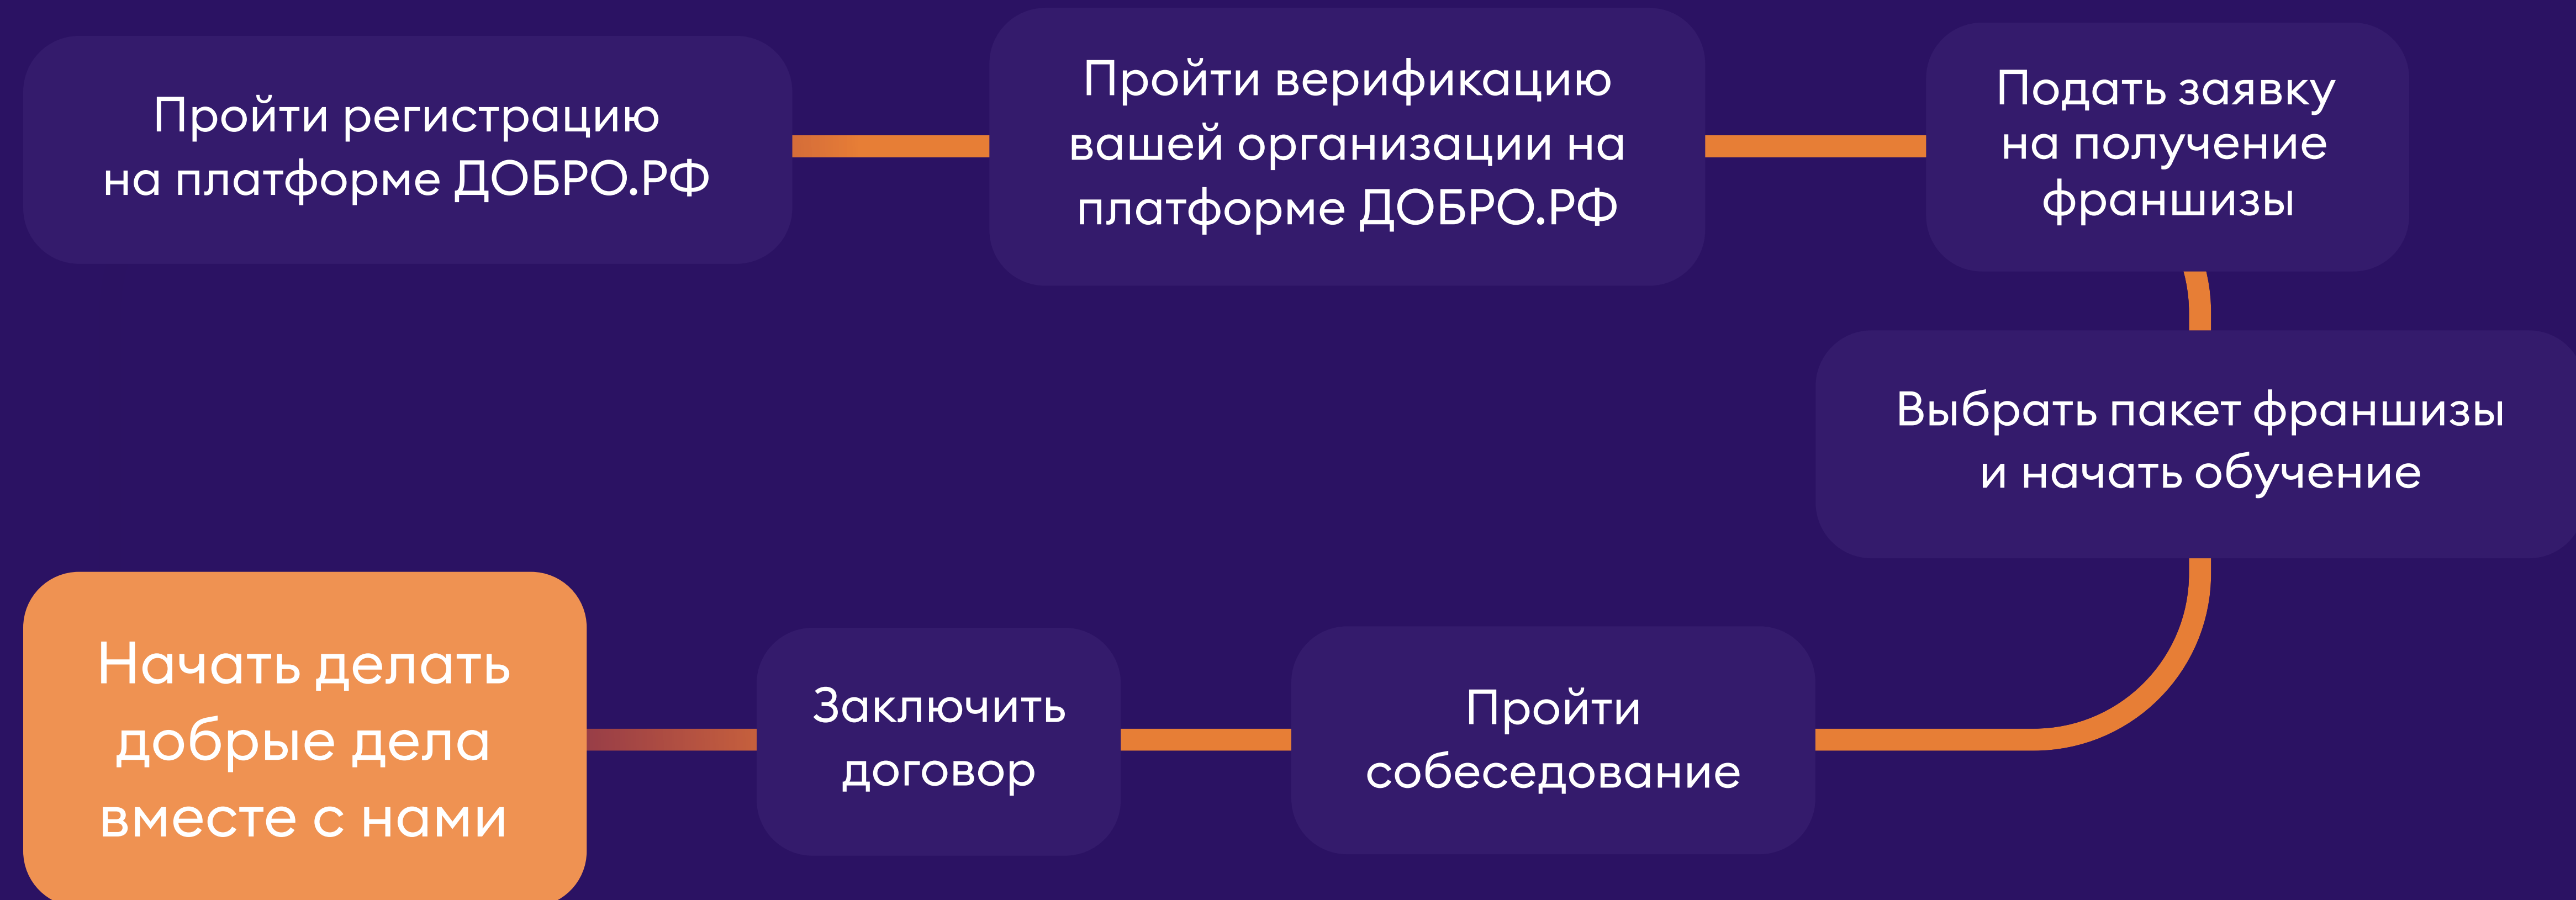 Пройти регистрацию
на платформе ДОБРО.РФ
Пройти верификацию
вашей организации на
платформе ДОБРО.РФ
Подать заявку
на получение
франшизы
Выбрать пакет франшизы
и начать обучение
Пройти
собеседование
Заключить
договор
Начать делать
добрые дела
вместе с нами